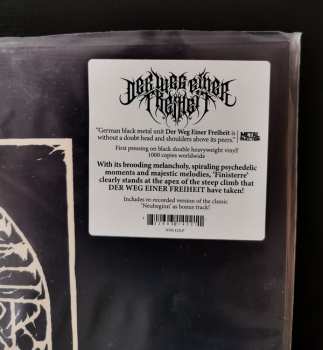 Der Weg einer
Freiheit
"German black metal unit Der Weg Einer Freiheit is
without a doubt head and shoulders above its peers."
METAL
INJECTION
First pressing on black double heavyweight vinyl!
1000 copies worldwide
With its brooding melancholy, spiraling psychedelic
moments and majestic melodies, 'Finisterre'
clearly stands at the apex of the steep climb that
DER WEG EINER FREIHEIT have taken!
Includes re-recorded version of the classic
'Neubeginn' as bonus track!